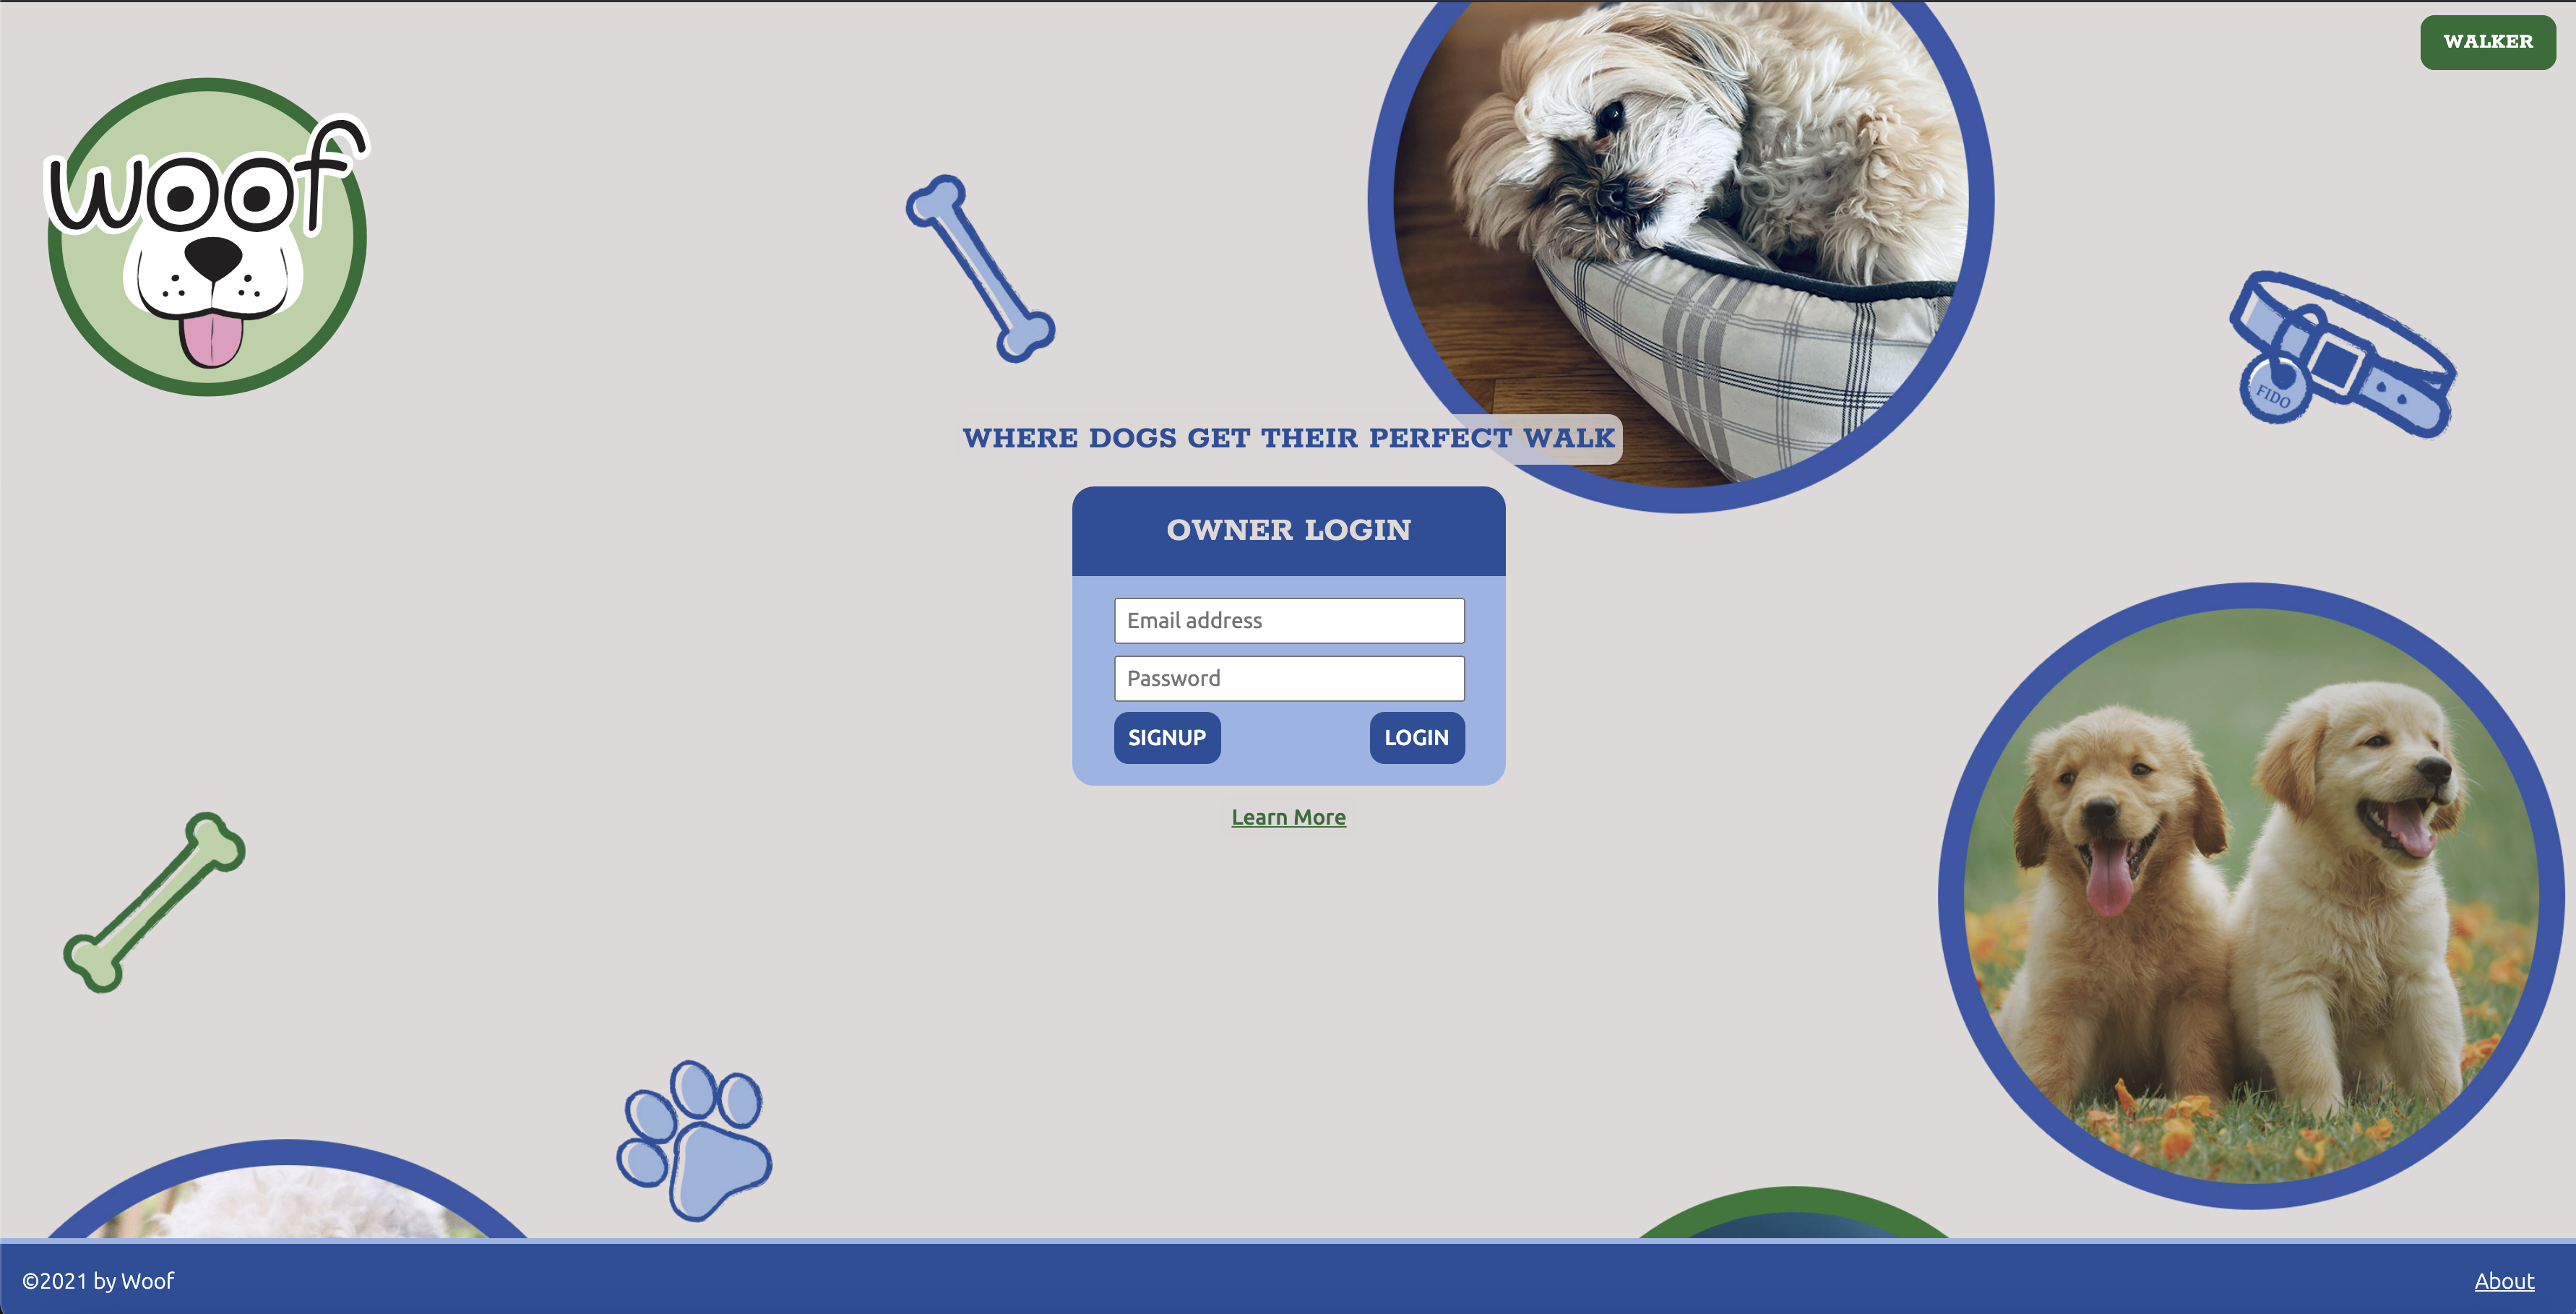 WALKER
woof
FIDO
WHERE DOGS GET THEIR PERFECT WALK
OWNER LOGIN
Email address
Password
SIGNUP
LOGIN
Learn More
©2021 by Woof
About